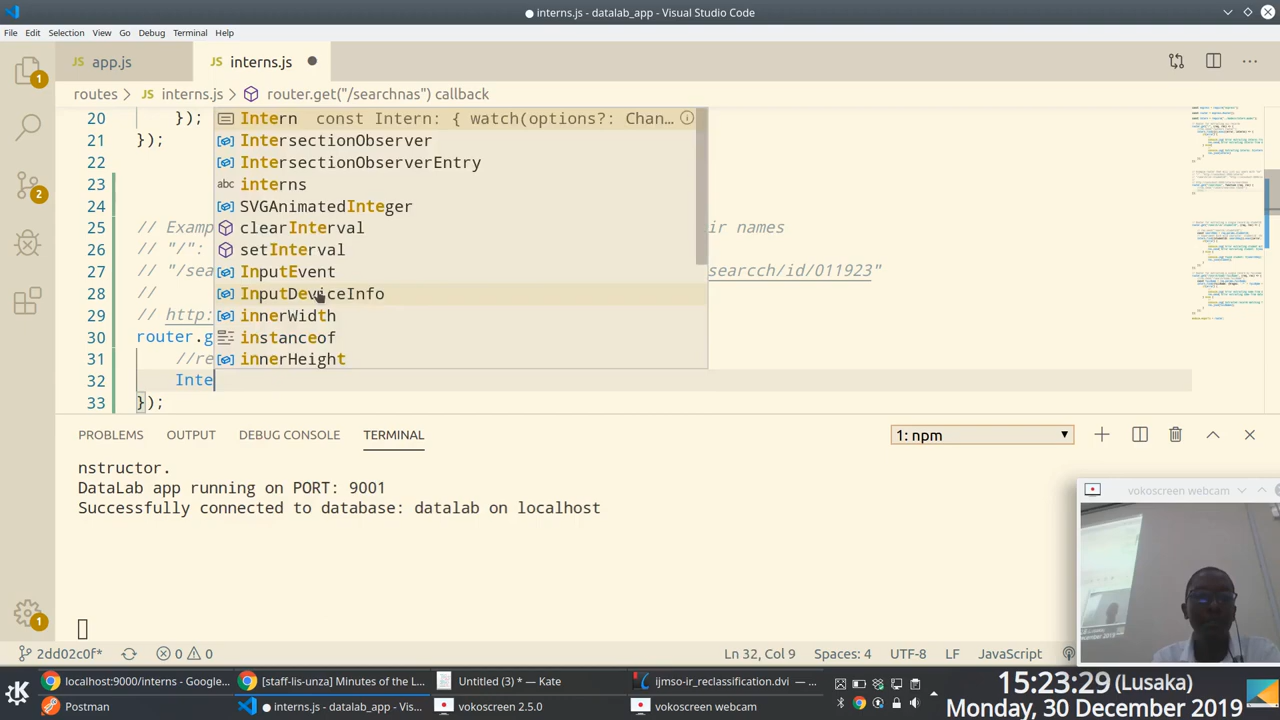 interns.js - datalab_app - Visual Studio Code
File Edit Selection View Go Debug Terminal Help
JS app.js JS interns.js
routes > JS interns.js > router.get("/searchnas") callback
20 });
Intern const Intern: { watc
21 });
IntersectionObserver
22 IntersectionObserverEntry
23 interns
24 SVGAnimatedInteger
25 // Examp clearInterval ir names
26 // "/": setInterval
27 // "/sea InputEvent searcch/id/011923"
28 // InputDeviceInfo
29 // http: innerWidth
30 router.g instanceof
31 //re innerHeight
32 Inte
33 });
PROBLEMS OUTPUT DEBUG CONSOLE TERMINAL 1: npm
nstructor.
DataLab app running on PORT: 9001
Successfully connected to database: datalab on localhost
vokoscreen webcam
2dd02c0f* 0 0 Ln 32, Col 9 Spaces: 4 UTF-8 LF JavaScript
localhost:9000/interns - Google... [staff-lis-unza] Minutes of the L... Untitled (3) * — Kate ijmso-ir_reclassification.dvi — ...
Postman interns.js - datalab_app - Vis... vokoscreen 2.5.0 vokoscreen webcam
15:23:29 (Lusaka)
Monday, 30 December 2019